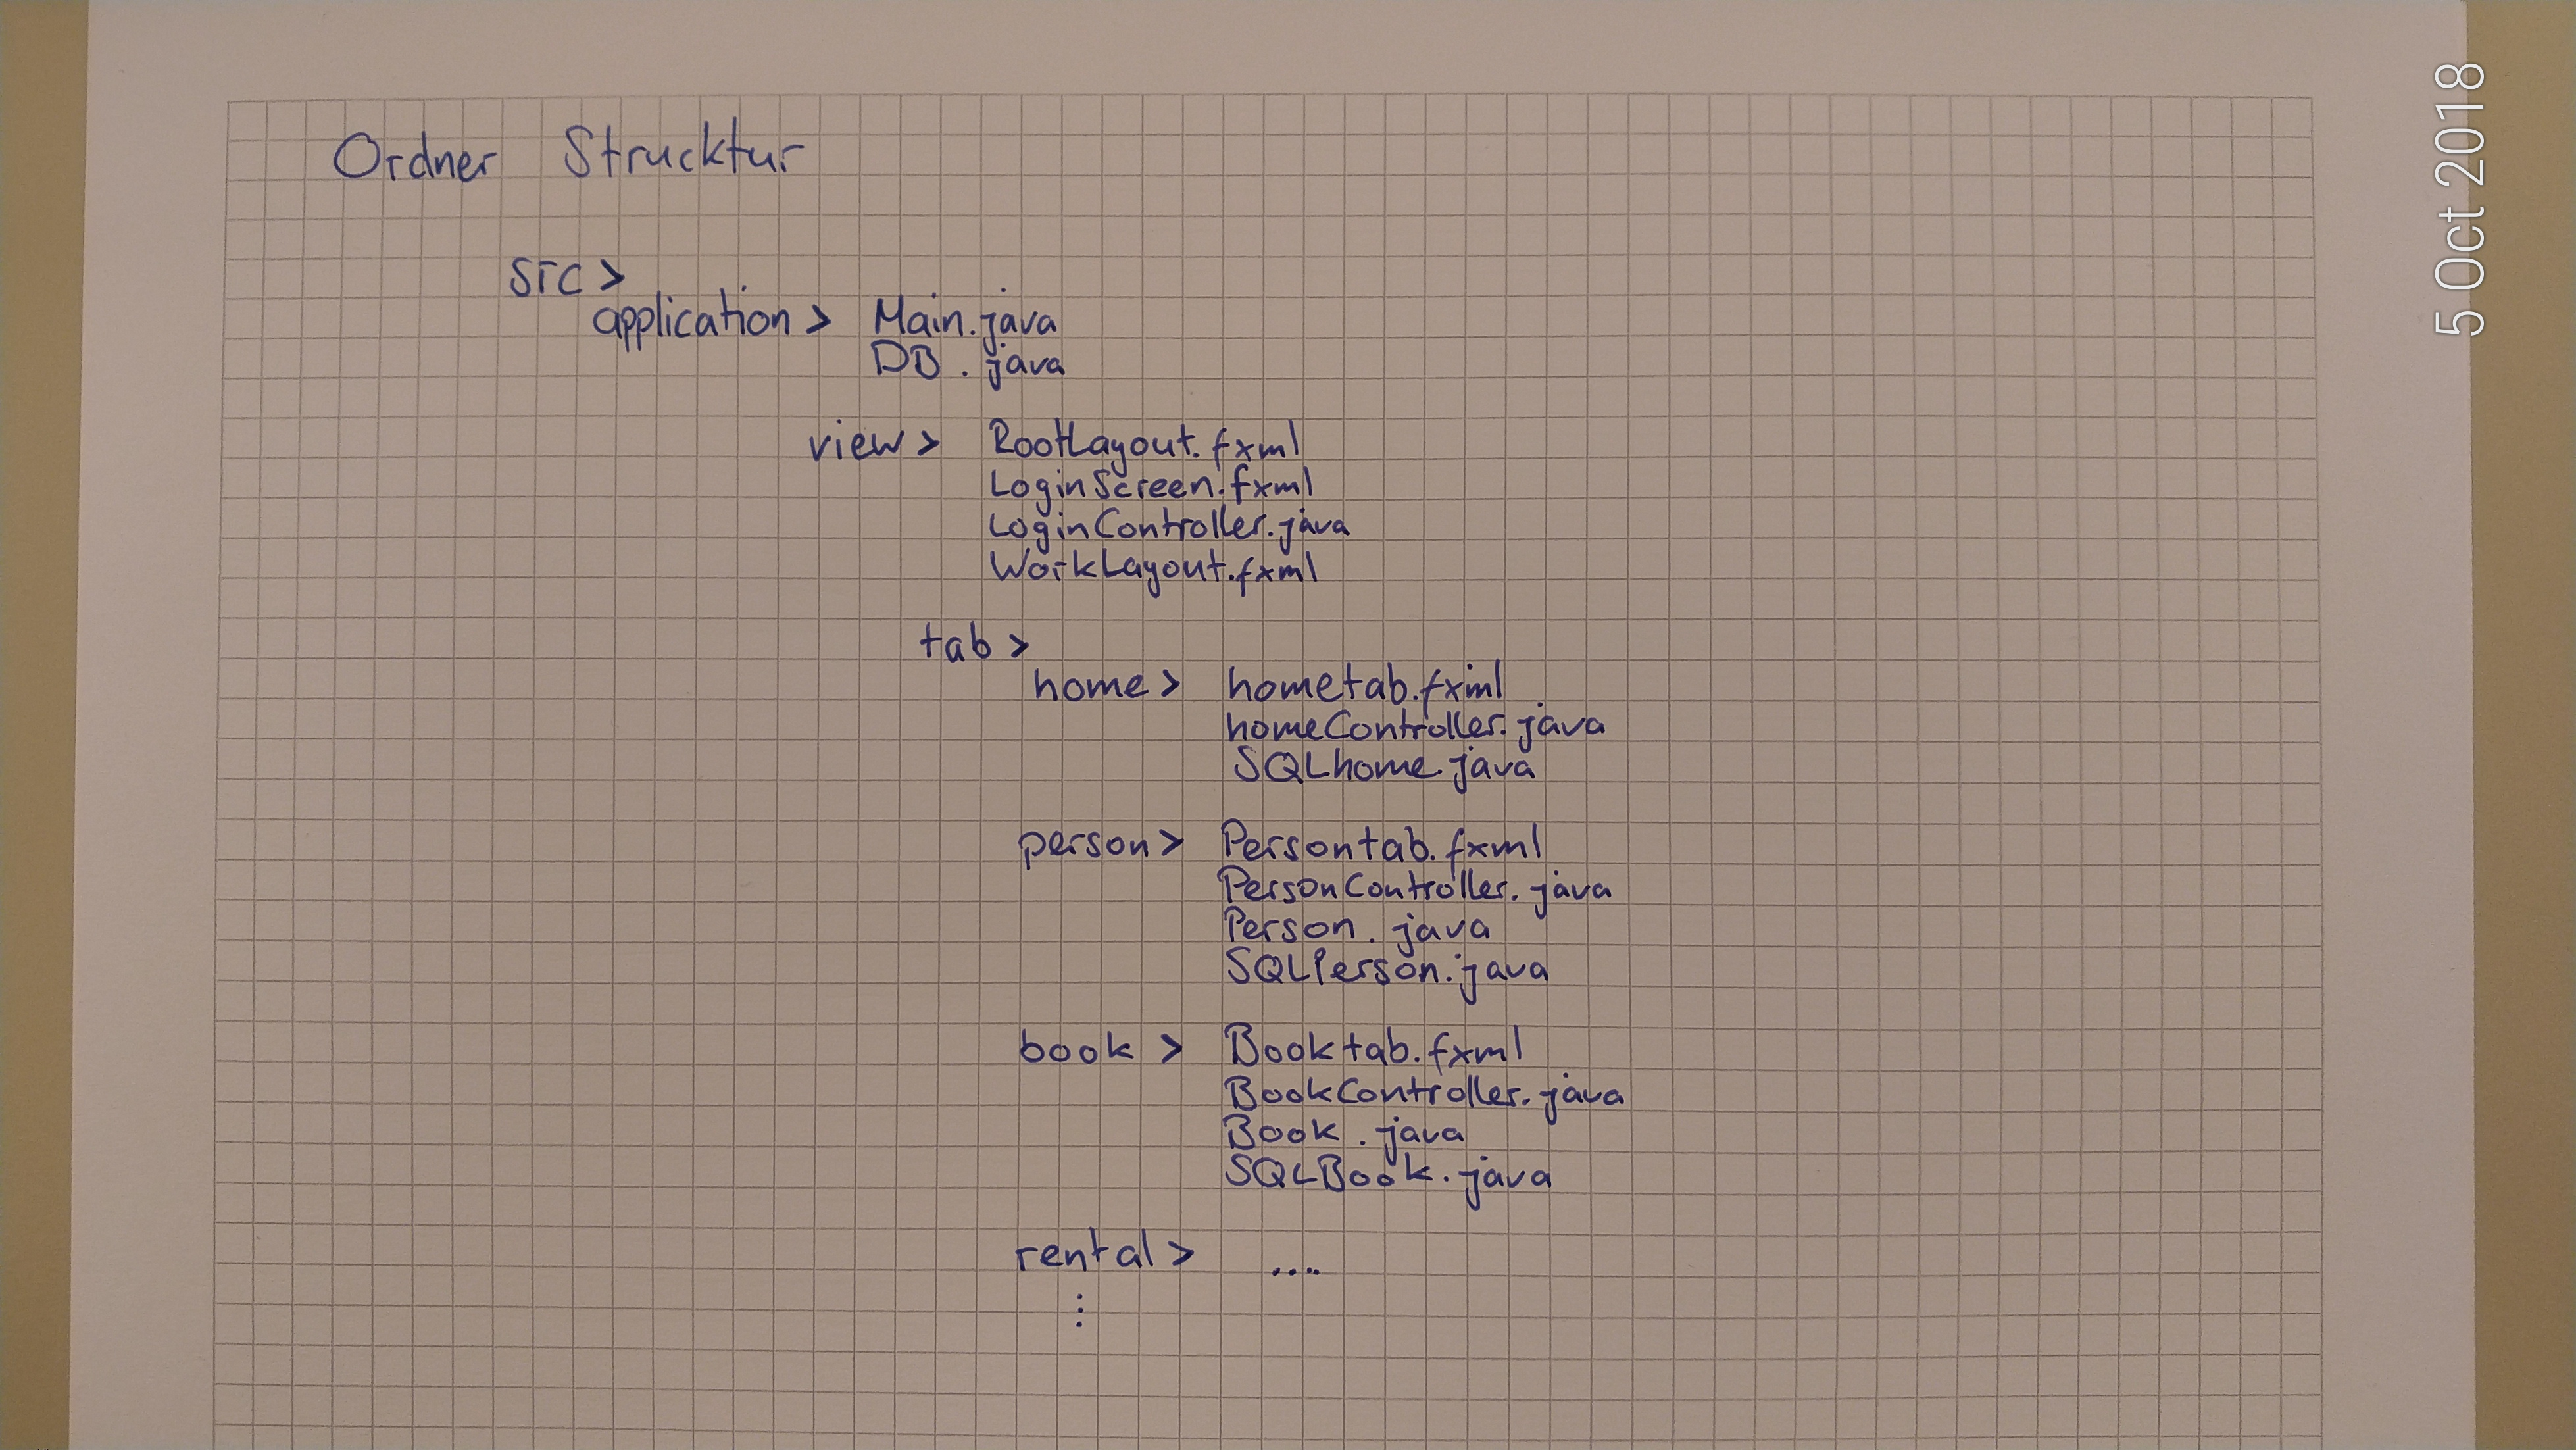 Ordner Strucktur
src >
application > Main.java
DB.java
view > RootLayout.fxml
LoginScreen.fxml
LoginController.java
WorkLayout.fxml
tab >
home > hometab.fxml
homeController.java
SQLhome.java
person > Persontab.fxml
PersonController.java
Person.java
SQLPerson.java
book > Booktab.fxml
BookController.java
Book.java
SQLBook.java
rental > ....
⋮
5 Oct 2018